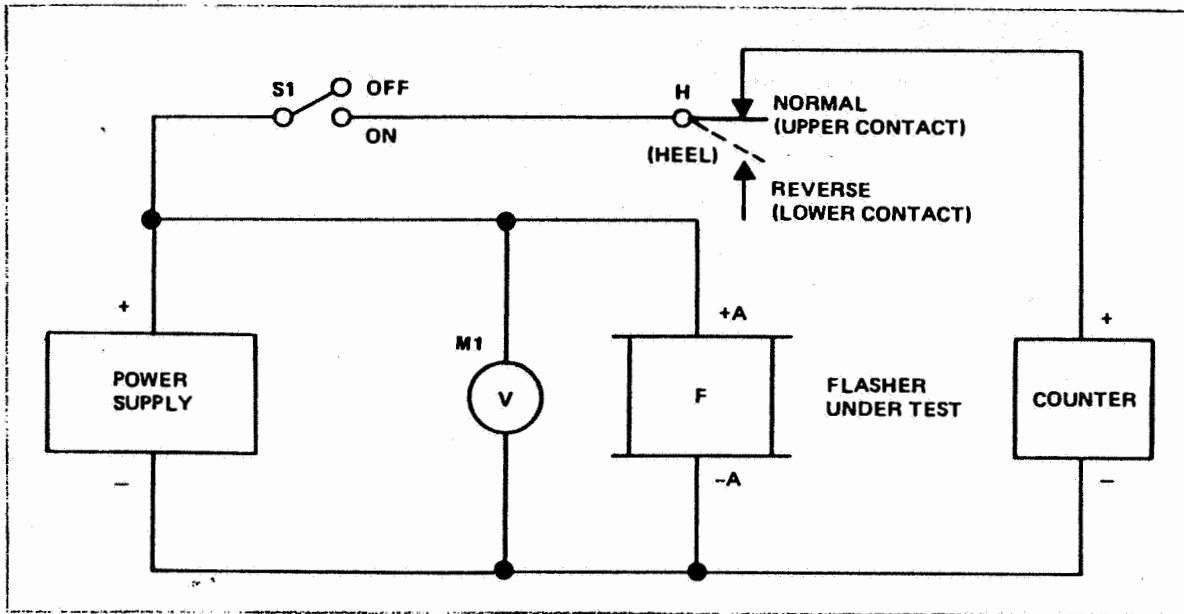 S1
OFF
ON
H
(HEEL)
NORMAL
(UPPER CONTACT)
REVERSE
(LOWER CONTACT)
+
POWER
SUPPLY
−
M1
V
+A
F
−A
FLASHER
UNDER TEST
+
COUNTER
−